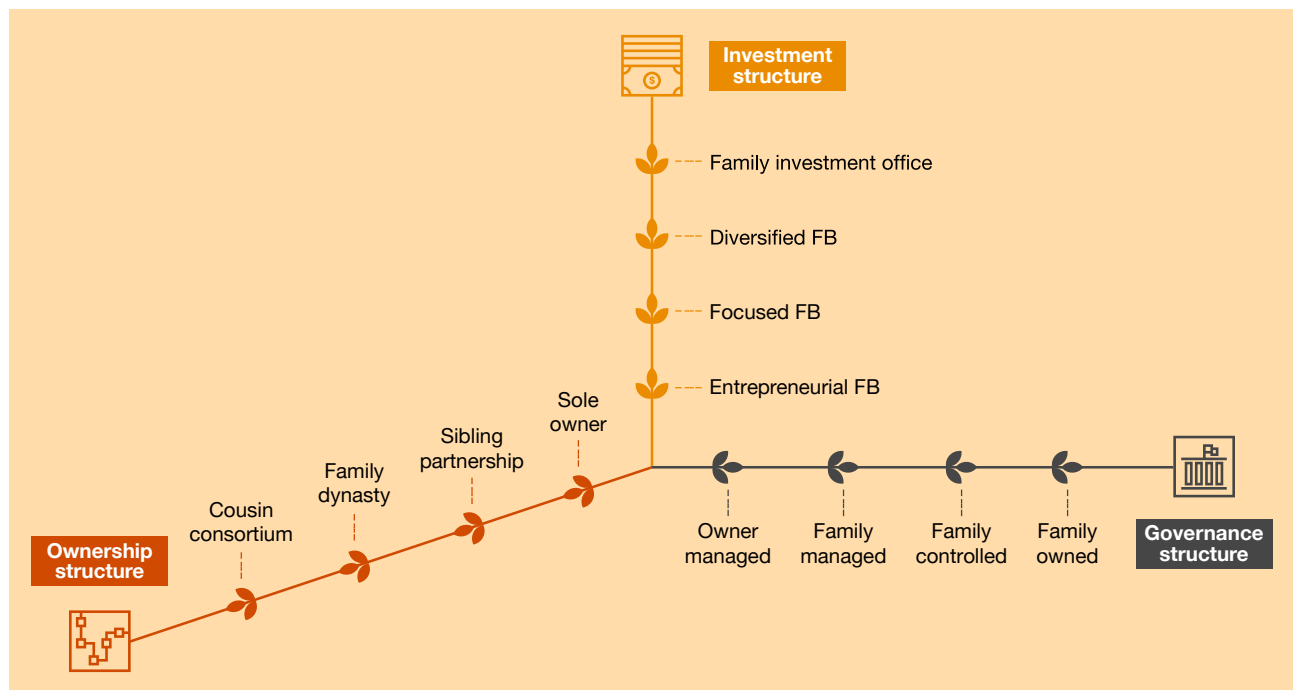 Investment
structure
Family investment office
Diversified FB
Focused FB
Entrepreneurial FB
Sole
owner
Sibling
partnership
Family
dynasty
Cousin
consortium
Ownership
structure
Owner
managed
Family
managed
Family
controlled
Family
owned
Governance
structure
$